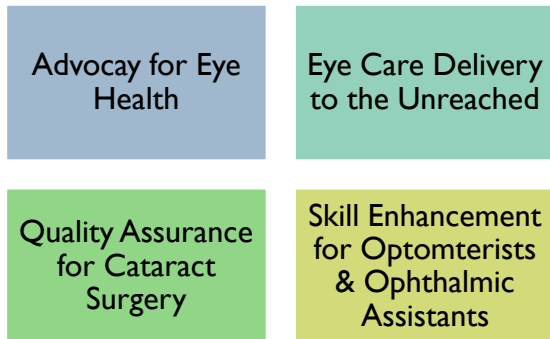 Advocay for Eye
Health
Eye Care Delivery
to the Unreached
Quality Assurance
for Cataract
Surgery
Skill Enhancement
for Optomterists
& Ophthalmic
Assistants